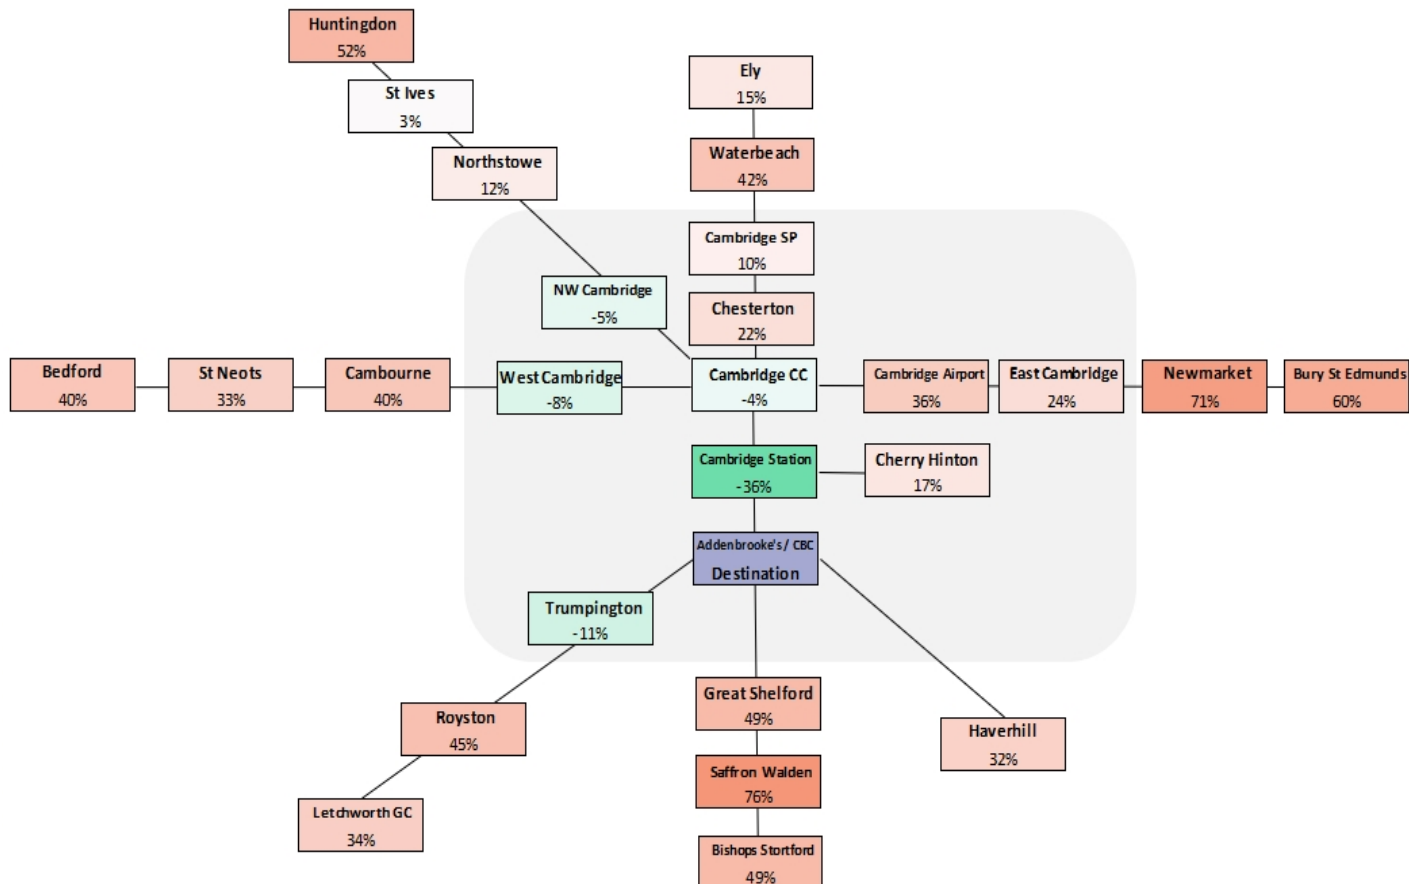 Huntingdon
52%
St Ives
3%
Northstowe
12%
Ely
15%
Waterbeach
42%
Cambridge SP
10%
NW Cambridge
-5%
Chesterton
22%
Bedford
40%
St Neots
33%
Cambourne
40%
West Cambridge
-8%
Cambridge CC
-4%
Cambridge Airport
36%
East Cambridge
24%
Newmarket
71%
Bury St Edmunds
60%
Cambridge Station
-36%
Cherry Hinton
17%
Addenbrooke's / CBC
Destination
Trumpington
-11%
Great Shelford
49%
Royston
45%
Haverhill
32%
Saffron Walden
76%
Letchworth GC
34%
Bishops Stortford
49%